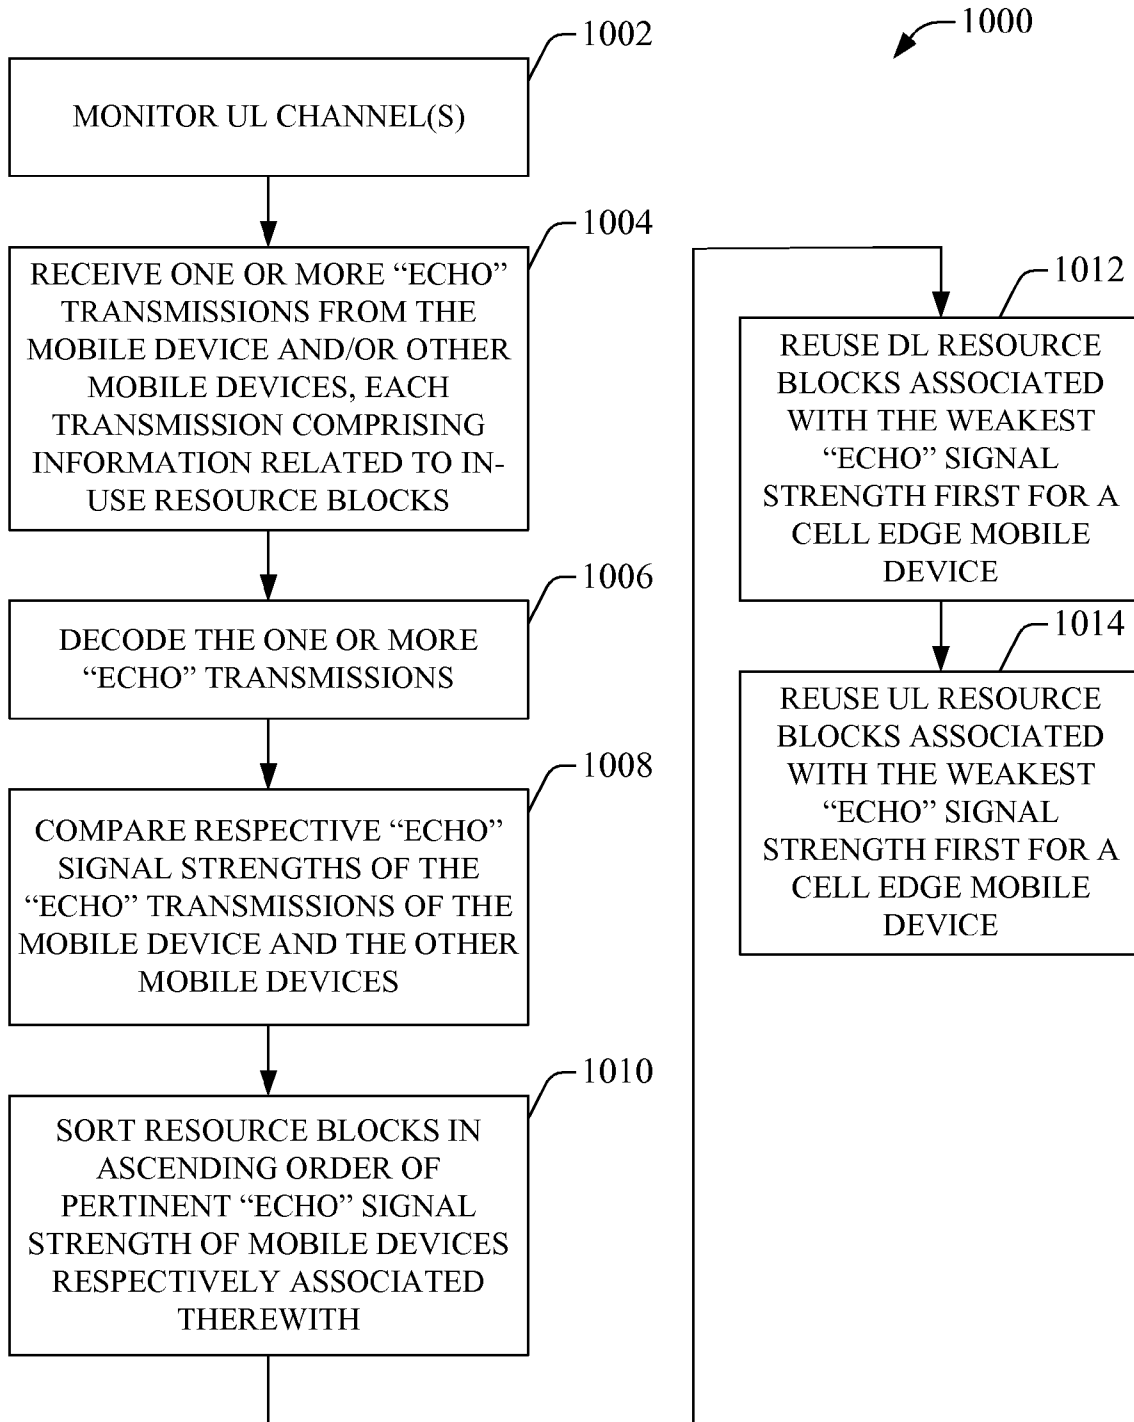 1000
1002
MONITOR UL CHANNEL(S)
1004
RECEIVE ONE OR MORE “ECHO”
TRANSMISSIONS FROM THE
MOBILE DEVICE AND/OR OTHER
MOBILE DEVICES, EACH
TRANSMISSION COMPRISING
INFORMATION RELATED TO IN-
USE RESOURCE BLOCKS
1006
DECODE THE ONE OR MORE
“ECHO” TRANSMISSIONS
1008
COMPARE RESPECTIVE “ECHO”
SIGNAL STRENGTHS OF THE
“ECHO” TRANSMISSIONS OF THE
MOBILE DEVICE AND THE OTHER
MOBILE DEVICES
1010
SORT RESOURCE BLOCKS IN
ASCENDING ORDER OF
PERTINENT “ECHO” SIGNAL
STRENGTH OF MOBILE DEVICES
RESPECTIVELY ASSOCIATED
THEREWITH
1012
REUSE DL RESOURCE
BLOCKS ASSOCIATED
WITH THE WEAKEST
“ECHO” SIGNAL
STRENGTH FIRST FOR A
CELL EDGE MOBILE
DEVICE
1014
REUSE UL RESOURCE
BLOCKS ASSOCIATED
WITH THE WEAKEST
“ECHO” SIGNAL
STRENGTH FIRST FOR A
CELL EDGE MOBILE
DEVICE